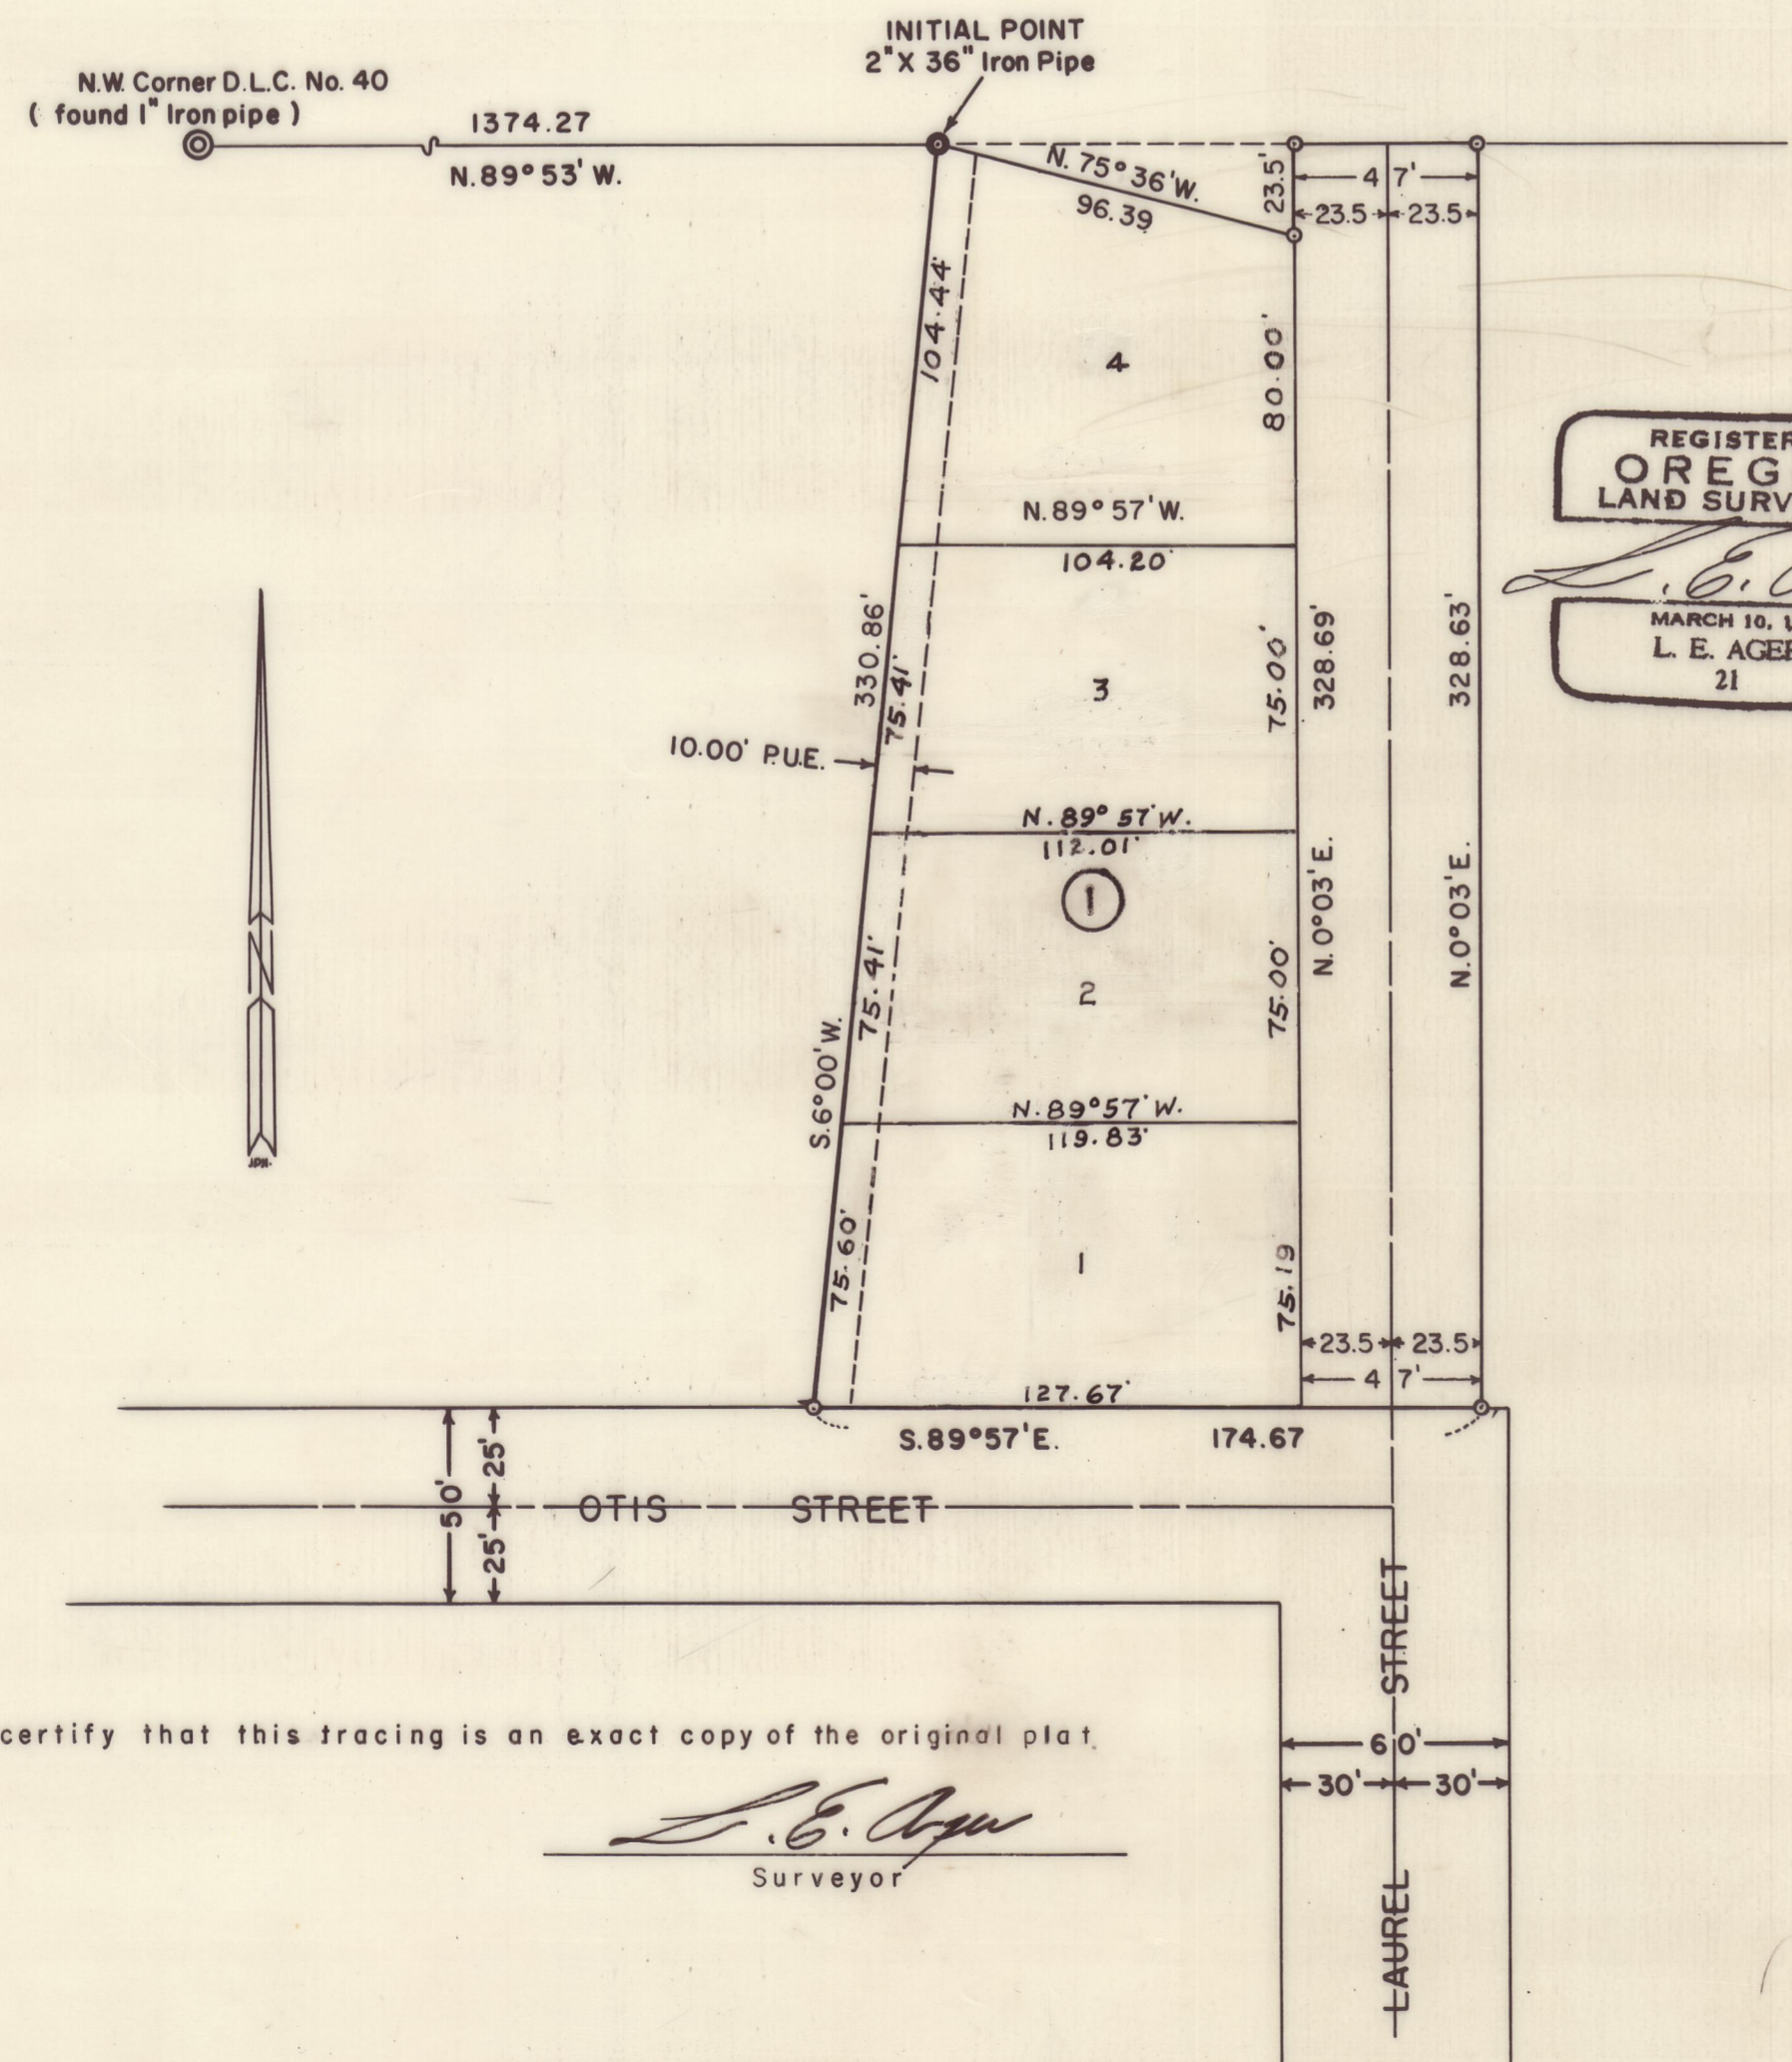 INITIAL POINT
2" X 36" Iron Pipe
N.W. Corner D.L.C. No. 40
( found 1" Iron pipe )
1374.27
N. 89° 53' W.
N. 75° 36' W.
96.39
23.5'
47'
23.5 23.5
104.44'
4
80.00'
N. 89° 57' W.
104.20'
REGISTER
OREG
LAND SURV
L. E.
MARCH 10, 1
L. E. AGER
21
330.86'
75.41'
3
75.00'
328.69'
328.63'
10.00' P.U.E.
N. 89° 57' W.
112.01'
1
N. 0° 03' E.
N. 0° 03' E.
75.41'
2
75.00'
S. 6° 00' W.
N. 89° 57' W.
119.83'
N
JDH.
75.60'
1
75.19
23.5 23.5
47'
127.67'
S. 89° 57' E. 174.67
50'
25'
25'
OTIS STREET
LAUREL STREET
60'
30' 30'
certify that this tracing is an exact copy of the original plat.
L. E. Ager
Surveyor